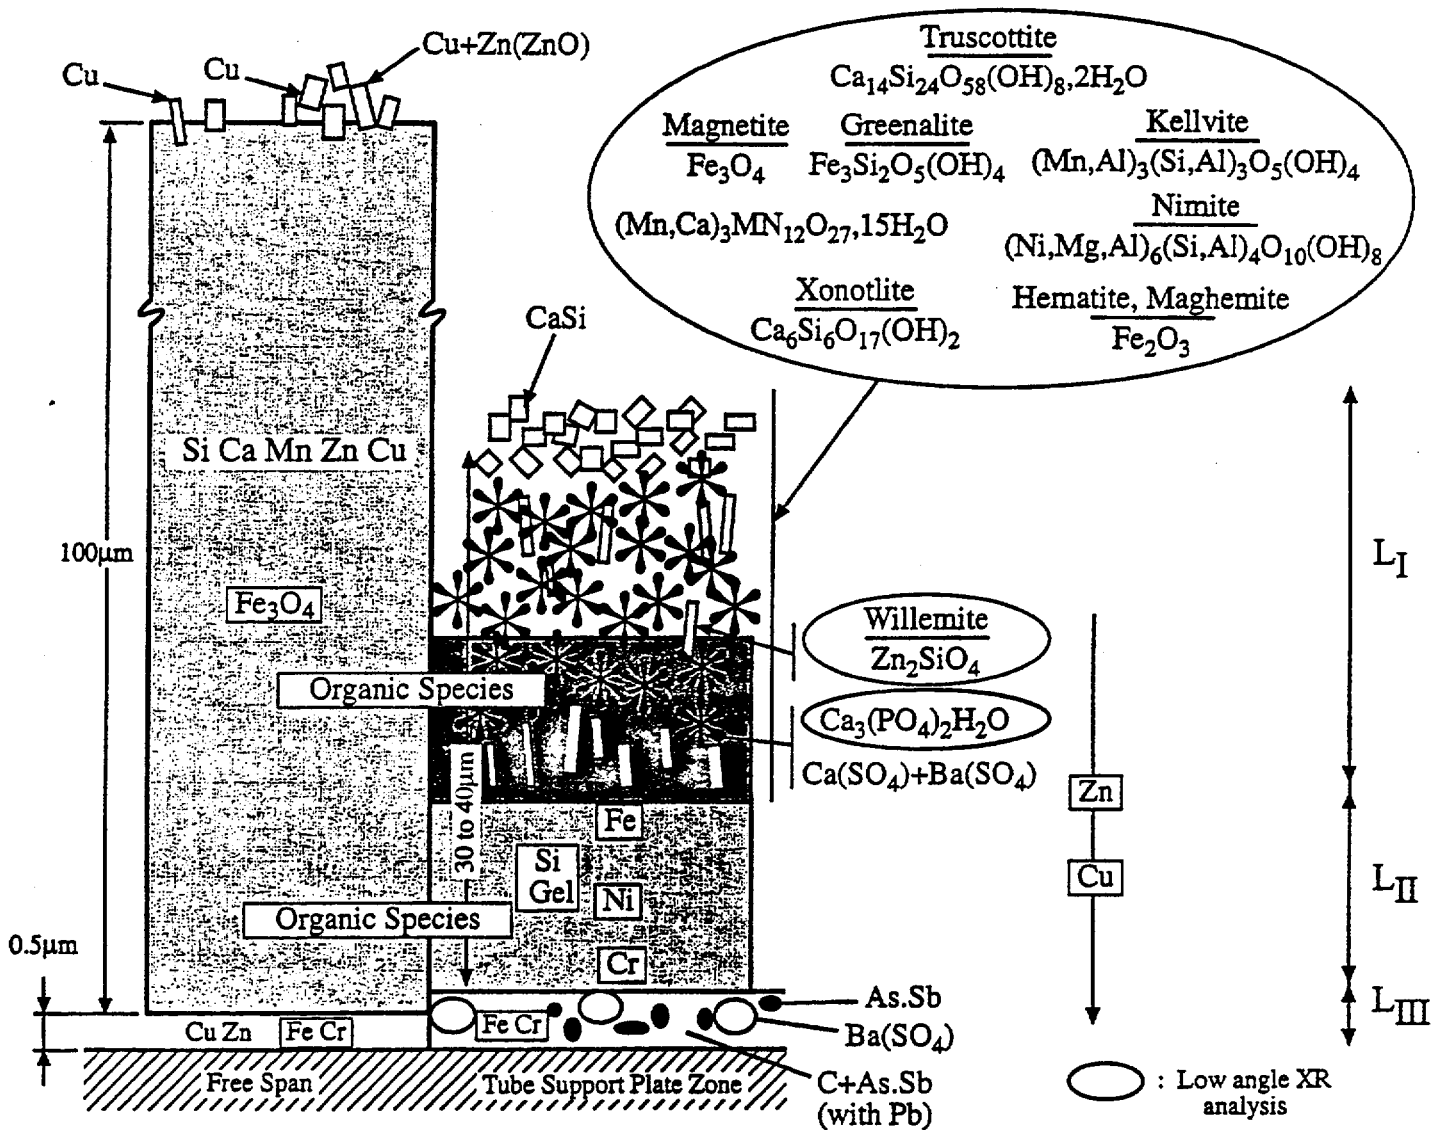 Cu
Cu
Cu+Zn(ZnO)
Truscottite
Ca14Si24O58(OH)8,2H2O
Magnetite
Fe3O4
Greenalite
Fe3Si2O5(OH)4
Kellvite
(Mn,Al)3(Si,Al)3O5(OH)4
(Mn,Ca)3MN12O27,15H2O
Nimite
(Ni,Mg,Al)6(Si,Al)4O10(OH)8
Xonotlite
Ca6Si6O17(OH)2
Hematite, Maghemite
Fe2O3
CaSi
Si Ca Mn Zn Cu
100µm
Fe3O4
LI
Willemite
Zn2SiO4
Organic Species
Ca3(PO4)2H2O
Ca(SO4)+Ba(SO4)
Zn
30 to 40µm
Fe
Si
Gel
Ni
Cu
LII
Organic Species
Cr
0.5µm
As.Sb
LIII
Cu Zn
Fe Cr
Fe Cr
Ba(SO4)
Free Span
Tube Support Plate Zone
C+As.Sb
(with Pb)
: Low angle XR
analysis